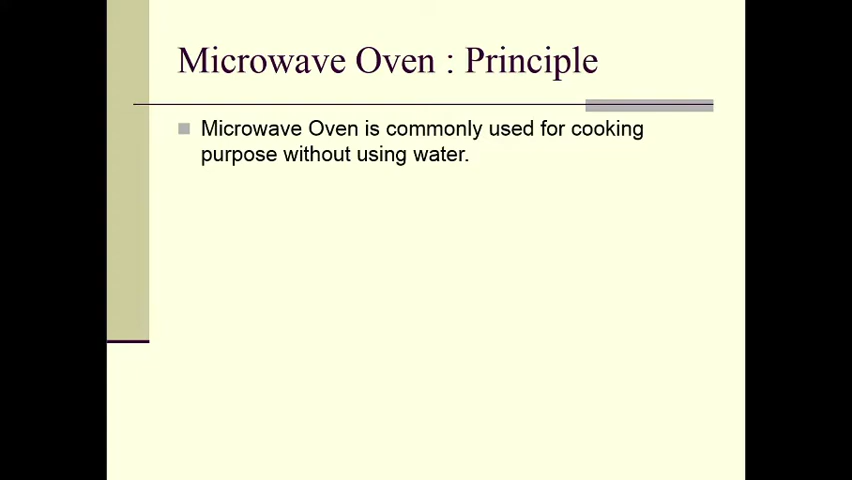 Microwave Oven : Principle
Microwave Oven is commonly used for cooking
purpose without using water.